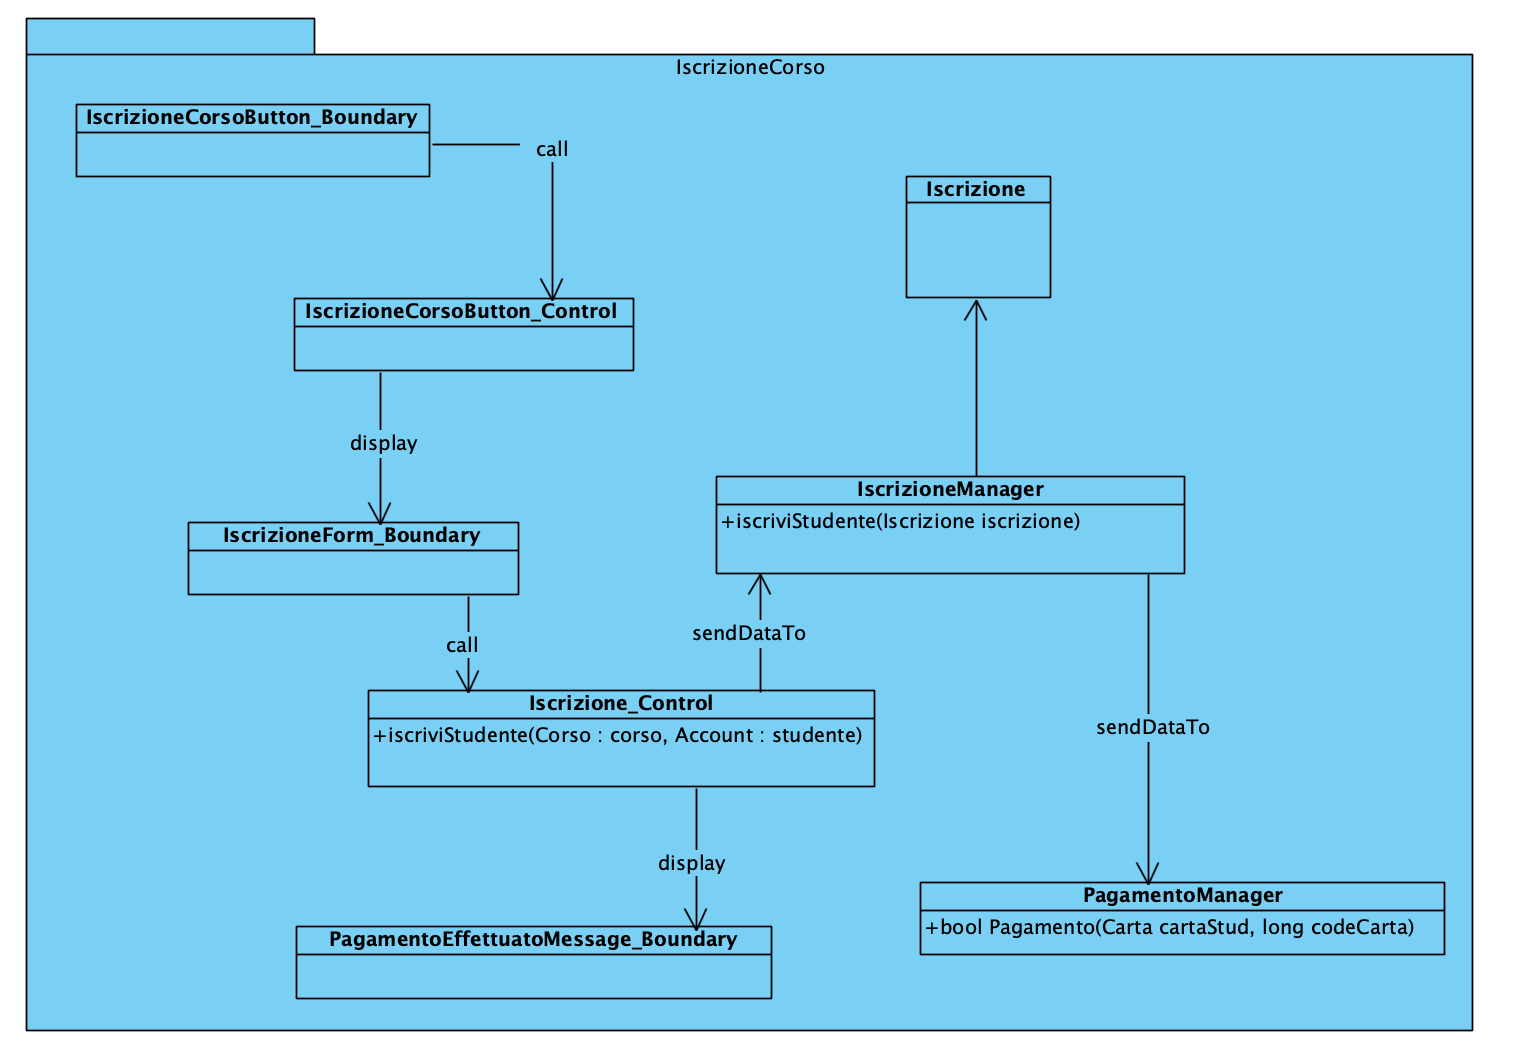 IscrizioneCorso
IscrizioneCorsoButton_Boundary
call
Iscrizione
IscrizioneCorsoButton_Control
display
IscrizioneForm_Boundary
IscrizioneManager
+iscriviStudente(Iscrizione iscrizione)
call
sendDataTo
Iscrizione_Control
+iscriviStudente(Corso : corso, Account : studente)
sendDataTo
display
PagamentoManager
+bool Pagamento(Carta cartaStud, long codeCarta)
PagamentoEffettuatoMessage_Boundary